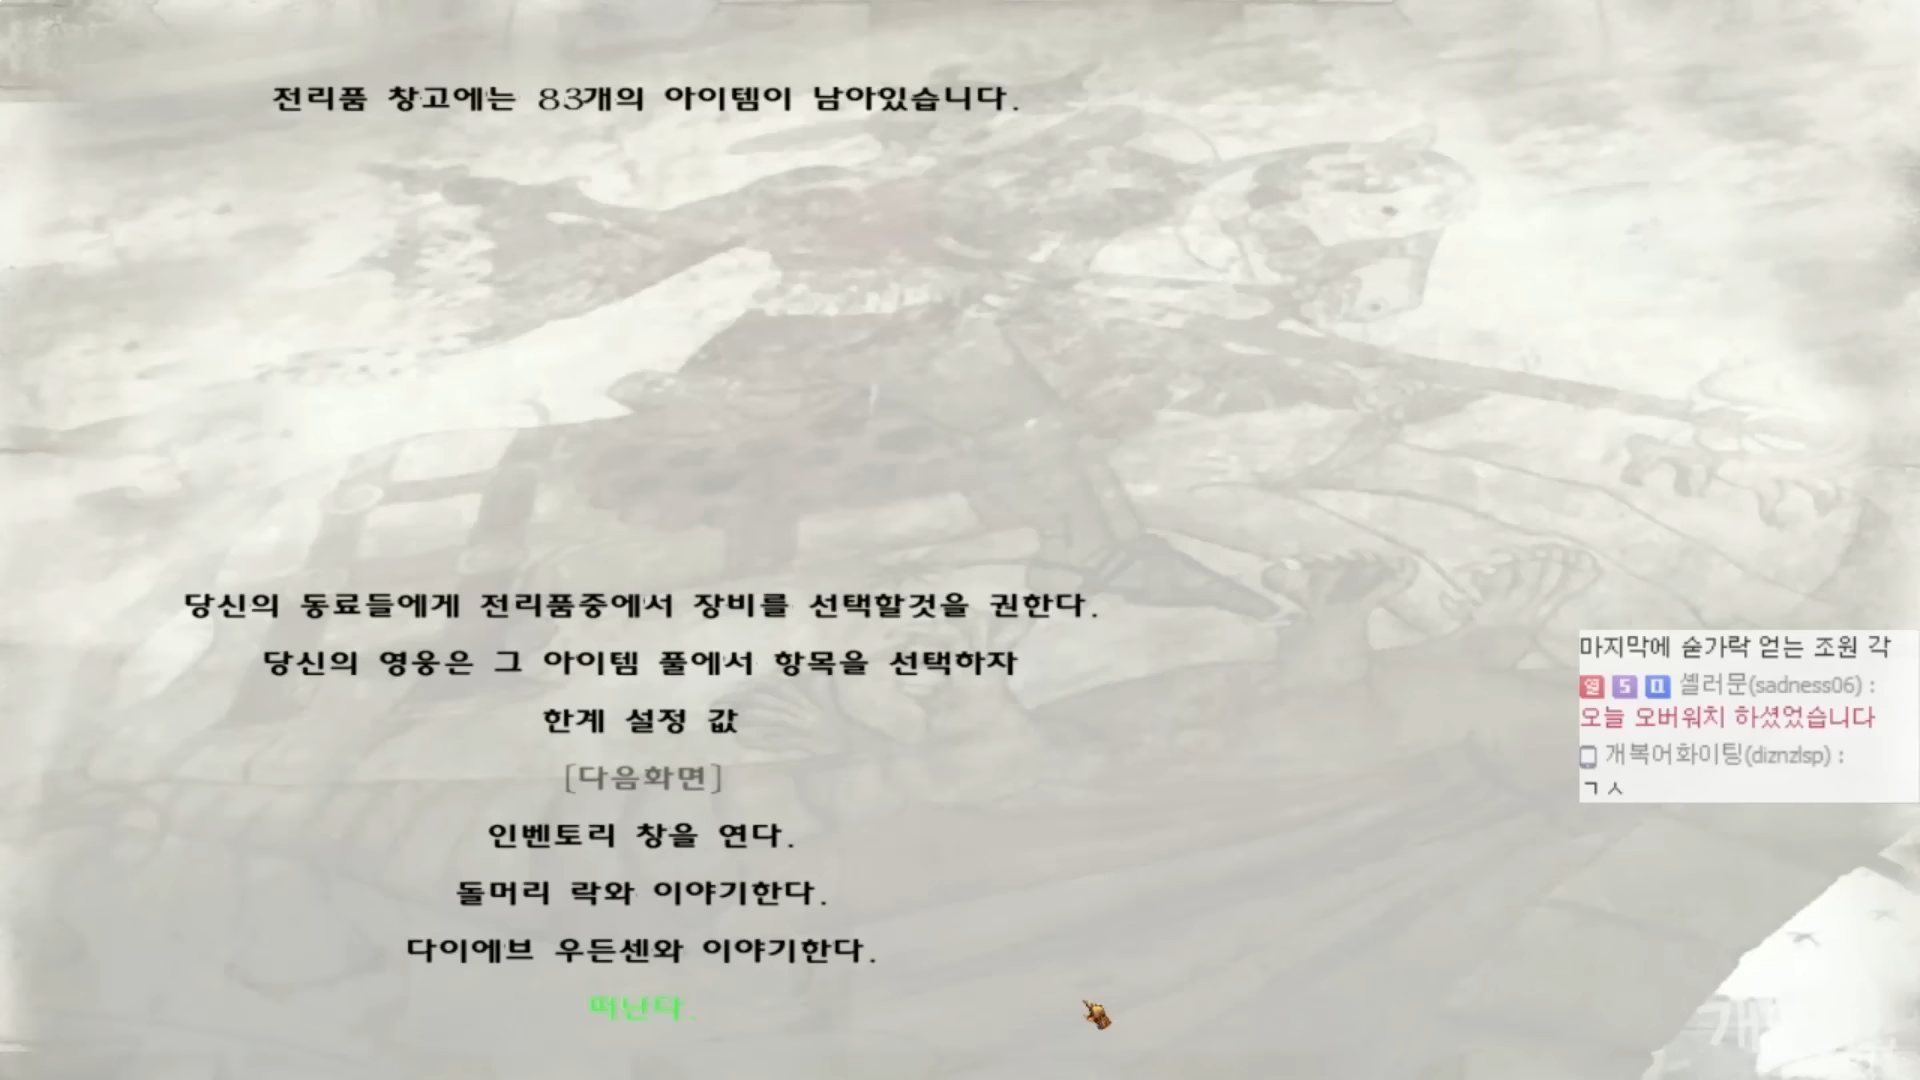 전리품 창고에는 83개의 아이템이 남아있습니다.
당신의 동료들에게 전리품중에서 장비를 선택할것을 권한다.
당신의 영웅은 그 아이템 풀에서 항목을 선택하자
한계 설정 값
[다음화면]
인벤토리 창을 연다.
돌머리 락와 이야기한다.
다이에브 우든센와 이야기한다.
떠난다.
마지막에 숟가락 얻는 조원 각
열 5 셸러문(sadness06) :
오늘 오버워치 하셨었습니다
개복어화이팅(diznzlsp) :
ㄱㅅ
개